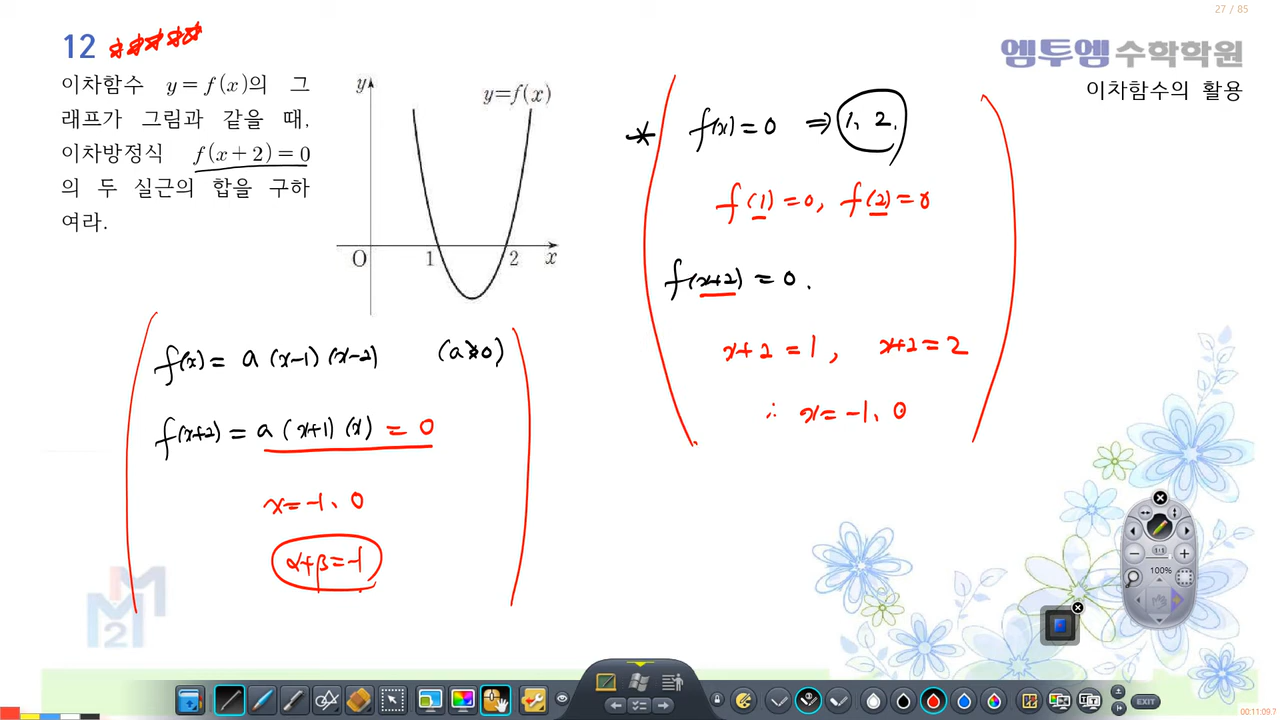 27 / 85
12
엠투엠수학학원
이차함수의 활용
이차함수 y=f(x)의 그
래프가 그림과 같을 때,
이차방정식 f(x+2)=0
의 두 실근의 합을 구하
여라.
y
y=f(x)
O 1 2 x
f(x)=0 ⇒ 1, 2.
f(1)=0, f(2)=0
f(x+2)=0.
x+2=1, x+2=2
∴ x=-1, 0
f(x)= a(x-1)(x-2)
f(x+2)= a(x+1)(x)=0
x=-1, 0
α+β=-1
M
M2
1:1
100%
EXIT
00:11:09.7